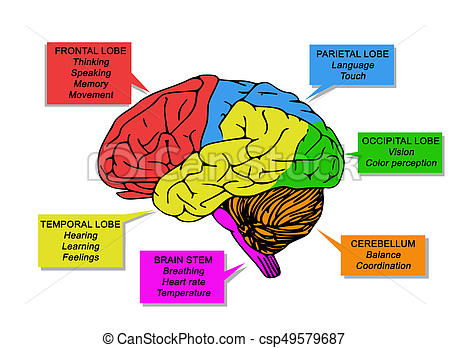 FRONTAL LOBE
Thinking
Speaking
Memory
Movement
PARIETAL LOBE
Language
Touch
OCCIPITAL LOBE
Vision
Color perception
TEMPORAL LOBE
Hearing
Learning
Feelings
BRAIN STEM
Breathing
Heart rate
Temperature
CEREBELLUM
Balance
Coordination
© CanStockPhoto.com - csp49579687